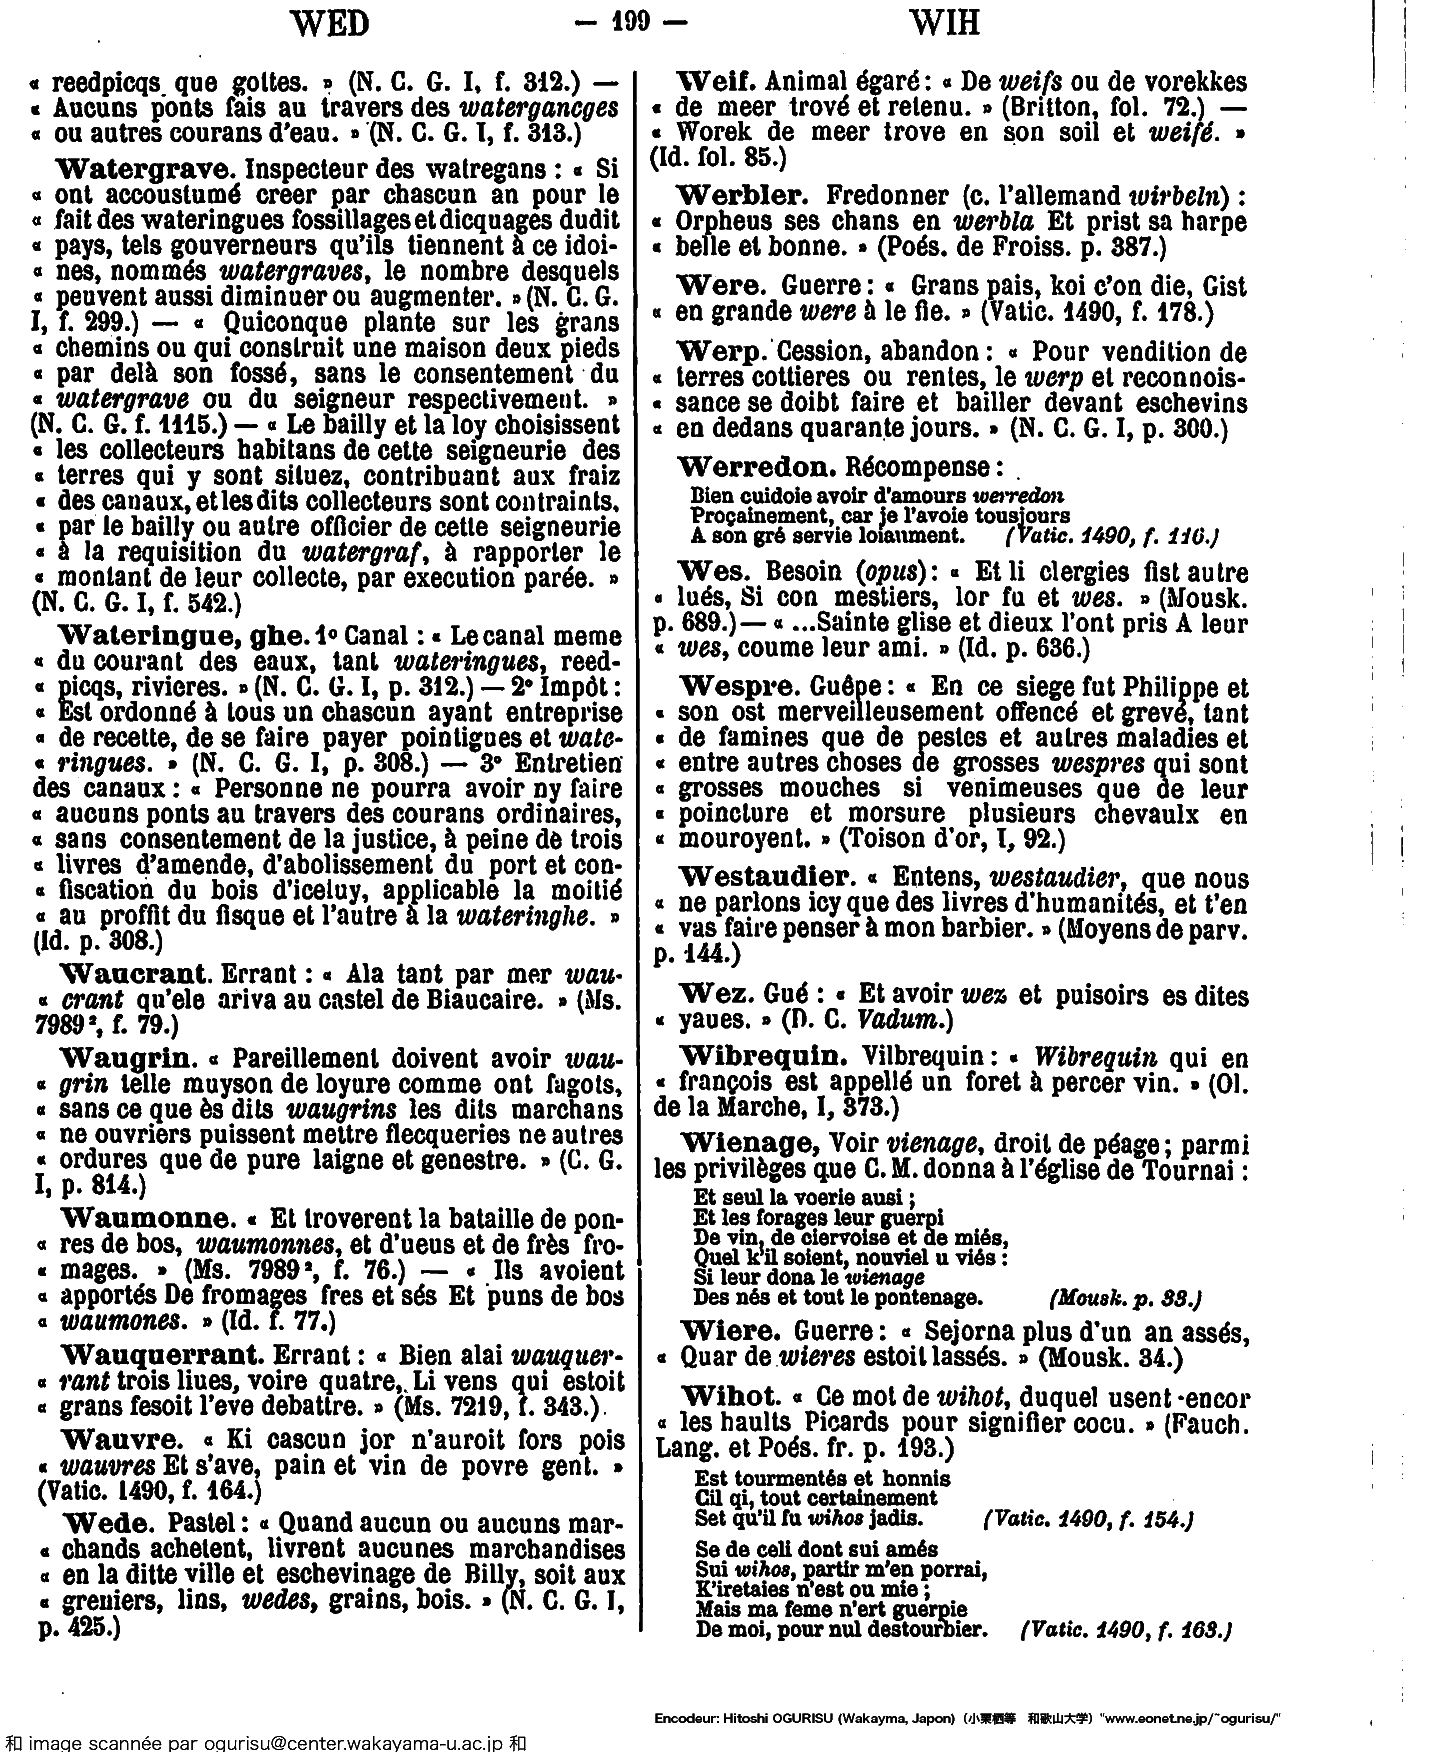 WED — 199 — WIH
« reedpicqs que goltes. » (N. C. G. I, f. 312.) —
« Aucuns ponts fais au travers des watergancges
« ou autres courans d'eau. » (N. C. G. I, f. 313.)
Watergrave. Inspecteur des watregans : « Si
« ont accoustumé creer par chascun an pour le
« fait des wateringues fossillages et dicquages dudit
« pays, tels gouverneurs qu'ils tiennent à ce idoi-
« nes, nommés watergraves, le nombre desquels
« peuvent aussi diminuer ou augmenter. » (N. C. G.
I, f. 299.) — « Quiconque plante sur les grans
« chemins ou qui construit une maison deux pieds
« par delà son fossé, sans le consentement du
« watergrave ou du seigneur respectivement. »
(N. C. G. f. 1115.) — « Le bailly et la loy choisissent
« les collecteurs habitans de cette seigneurie des
« terres qui y sont situez, contribuant aux fraiz
« des canaux, et les dits collecteurs sont contraints,
« par le bailly ou autre officier de cette seigneurie
« à la requisition du watergraf, à rapporter le
« montant de leur collecte, par execution parée. »
(N. C. G. I, f. 542.)
Wateringue, ghe. 1º Canal : « Le canal meme
« du courant des eaux, tant wateringues, reed-
« picqs, rivieres. » (N. C. G. I, p. 312.) — 2º Impôt :
« Est ordonné à tous un chascun ayant entreprise
« de recette, de se faire payer pointigues et wate-
« ringues. » (N. C. G. I, p. 308.) — 3º Entretien
des canaux : « Personne ne pourra avoir ny faire
« aucuns ponts au travers des courans ordinaires,
« sans consentement de la justice, à peine de trois
« livres d'amende, d'abolissement du port et con-
« fiscation du bois d'iceluy, applicable la moitié
« au proffit du fisque et l'autre à la wateringhe. »
(Id. p. 308.)
Waucrant. Errant : « Ala tant par mer wau-
« crant qu'ele ariva au castel de Biaucaire. » (Ms.
7989², f. 79.)
Waugrin. « Pareillement doivent avoir wau-
« grin telle muyson de loyure comme ont fagots,
« sans ce que ès dits waugrins les dits marchans
« ne ouvriers puissent mettre flecqueries ne autres
« ordures que de pure laigne et genestre. » (C. G.
I, p. 814.)
Waumonne. « Et troverent la bataille de pon-
« res de bos, waumonnes, et d'ueus et de frès fro-
« mages. » (Ms. 7989², f. 76.) — « Ils avoient
« apportés De fromages fres et sés Et puns de bos
« waumones. » (Id. f. 77.)
Wauquerrant. Errant : « Bien alai wauquer-
« rant trois liues, voire quatre, Li vens qui estoit
« grans fesoit l'eve debattre. » (Ms. 7219, f. 343.)
Wauvre. « Ki cascun jor n'auroit fors pois
« wauvres Et s'ave, pain et vin de povre gent. »
(Vatic. 1490, f. 164.)
Wede. Pastel : « Quand aucun ou aucuns mar-
« chands achetent, livrent aucunes marchandises
« en la ditte ville et eschevinage de Billy, soit aux
« greniers, lins, wedes, grains, bois. » (N. C. G. I,
p. 425.)
Weif. Animal égaré : « De weifs ou de vorekkes
« de meer trové et retenu. » (Britton, fol. 72.) —
« Worek de meer trove en son soil et weifé. »
(Id. fol. 85.)
Werbler. Fredonner (c. l'allemand wirbeln) :
« Orpheus ses chans en werbla Et prist sa harpe
« belle et bonne. » (Poés. de Froiss. p. 387.)
Were. Guerre : « Grans pais, koi c'on die, Gist
« en grande were à le fie. » (Vatic. 1490, f. 178.)
Werp. Cession, abandon : « Pour vendition de
« terres cottieres ou rentes, le werp et reconnois-
« sance se doibt faire et bailler devant eschevins
« en dedans quarante jours. » (N. C. G. I, p. 300.)
Werredon. Récompense :
Bien cuidoie avoir d'amours werredon
Proçainement, car je l'avoie tousjours
A son gré servie loiaument. (Vatic. 1490, f. 116.)
Wes. Besoin (opus) : « Et li clergies fist autre
« lués, Si con mestiers, lor fu et wes. » (Mousk.
p. 689.) — « ...Sainte glise et dieux l'ont pris A leur
« wes, coume leur ami. » (Id. p. 636.)
Wespre. Guêpe : « En ce siege fut Philippe et
« son ost merveilleusement offencé et grevé, tant
« de famines que de pestes et autres maladies et
« entre autres choses de grosses wespres qui sont
« grosses mouches si venimeuses que de leur
« poincture et morsure plusieurs chevaulx en
« mouroyent. » (Toison d'or, I, 92.)
Westaudier. « Entens, westaudier, que nous
« ne parlons icy que des livres d'humanités, et t'en
« vas faire penser à mon barbier. » (Moyens de parv.
p. 144.)
Wez. Gué : « Et avoir wez et puisoirs es dites
« yaues. » (D. C. Vadum.)
Wibrequin. Vilbrequin : « Wibrequin qui en
« françois est appellé un foret à percer vin. » (Ol.
de la Marche, I, 373.)
Wienage, Voir vienage, droit de péage ; parmi
les privilèges que C. M. donna à l'église de Tournai :
Et seul la voerie ausi ;
Et les forages leur guerpi
De vin, de ciervoise et de miés,
Quel k'il soient, nouviel u viés :
Si leur dona le wienage
Des nés et tout le pontenage. (Mousk. p. 33.)
Wiere. Guerre : « Sejorna plus d'un an assés,
« Quar de wieres estoit lassés. » (Mousk. 34.)
Wihot. « Ce mot de wihot, duquel usent encor
« les haults Picards pour signifier cocu. » (Fauch.
Lang. et Poés. fr. p. 193.)
Est tourmentés et honnis
Cil qi, tout certainement
Set qu'il fu wihos jadis. (Vatic. 1490, f. 154.)
Se de celi dont sui amés
Sui wihos, partir m'en porrai,
K'iretaies n'est ou mie ;
Mais ma feme n'ert guerpie
De moi, pour nul destourbier. (Vatic. 1490, f. 163.)
Encodeur: Hitoshi OGURISU (Wakayma, Japon) (小栗栖等 和歌山大学) "www.eonet.ne.jp/~ogurisu/"
和 image scannée par ogurisu@center.wakayama-u.ac.jp 和